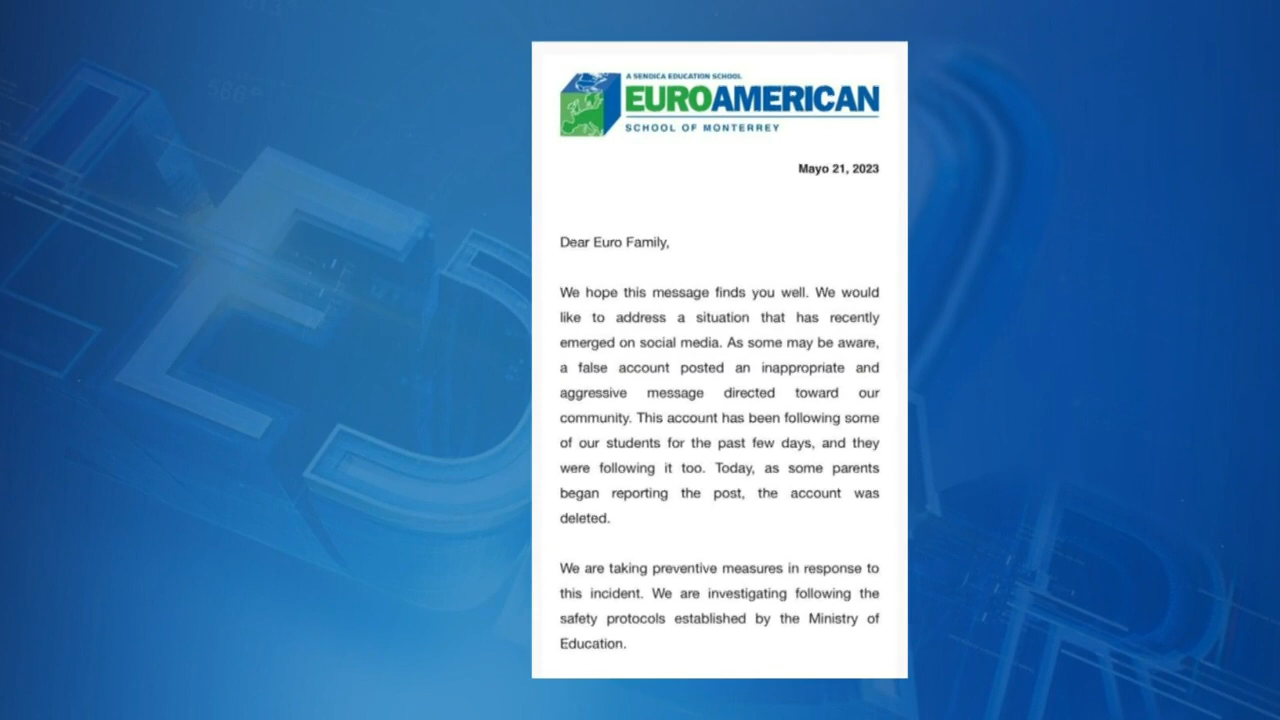 A SENDICA EDUCATION SCHOOL
EUROAMERICAN
SCHOOL OF MONTERREY
Mayo 21, 2023
Dear Euro Family,
We hope this message finds you well. We would
like to address a situation that has recently
emerged on social media. As some may be aware,
a false account posted an inappropriate and
aggressive message directed toward our
community. This account has been following some
of our students for the past few days, and they
were following it too. Today, as some parents
began reporting the post, the account was
deleted.
We are taking preventive measures in response to
this incident. We are investigating following the
safety protocols established by the Ministry of
Education.